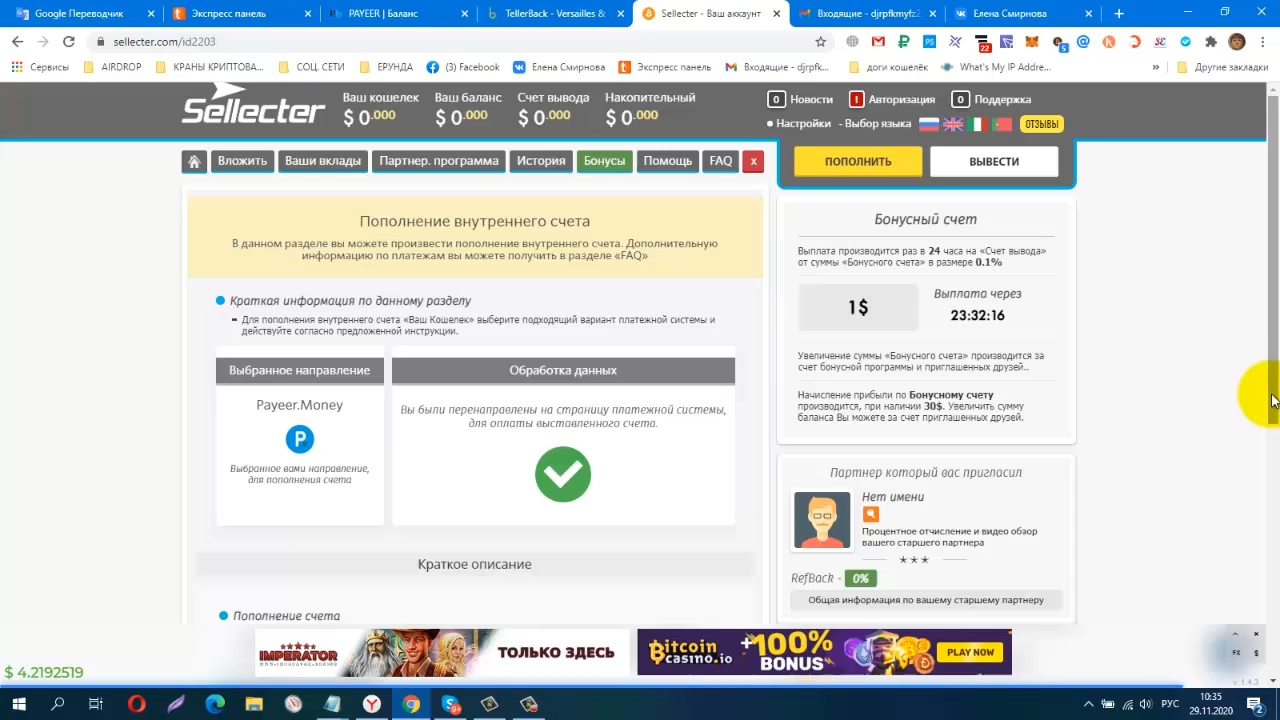 Google Переводчик
Экспресс панель
PAYEER | Баланс
TellerBack - Versailles &
Sellecter - Ваш аккаунт
Входящие - djrpfkmyfz2
Елена Смирнова
sellecter.com/id2203
22
5
Сервисы
AIRDROP
КРАНЫ КРИПТОВА...
СОЦ. СЕТИ
ЕРУНДА
(3) Facebook
Елена Смирнова
Экспресс панель
Входящие - djrpfk...
доги кошелёк
What's My IP Addre...
»
Другие закладки
Sellecter
Ваш кошелек
Ваш баланс
Счет вывода
Накопительный
$ 0.000
$ 0.000
$ 0.000
$ 0.000
0 Новости
! Авторизация
0 Поддержка
Настройки
- Выбор языка
ОТЗЫВЫ
Вложить
Ваши вклады
Партнер. программа
История
Бонусы
Помощь
FAQ
x
ПОПОЛНИТЬ
ВЫВЕСТИ
Пополнение внутреннего счета
В данном разделе вы можете произвести пополнение внутреннего счета. Дополнительную
информацию по платежам вы можете получить в разделе «FAQ»
Краткая информация по данному разделу
Для пополнения внутреннего счета «Ваш Кошелек» выберите подходящий вариант платежной системы и
действуйте согласно предложенной инструкции.
Выбранное направление
Payeer.Money
P
Выбранное вами направление,
для пополнения счета
Обработка данных
Вы были перенаправлены на страницу платежной системы,
для оплаты выставленного счета.
Краткое описание
Пополнение счета
Бонусный счет
Выплата производится раз в 24 часа на «Счет вывода»
от суммы «Бонусного счета» в размере 0.1%
1$
Выплата через
23:32:16
Увеличение суммы «Бонусного счета» производится за
счет бонусной программы и приглашенных друзей..
Начисление прибыли по Бонусному счету
производится, при наличии 30$. Увеличить сумму
баланса Вы можете за счет приглашенных друзей.
Партнер который вас пригласил
Нет имени
Процентное отчисление и видео обзор
вашего старшего партнера
RefBack - 0%
Общая информация по вашему старшему партнеру
IMPERATOR
ТОЛЬКО ЗДЕСЬ
Bitcoin
casino.io
+100%
BONUS
PLAY NOW
FX
$
v 1.4.3
$ 4.2192519
9+
РУС
10:35
29.11.2020
2